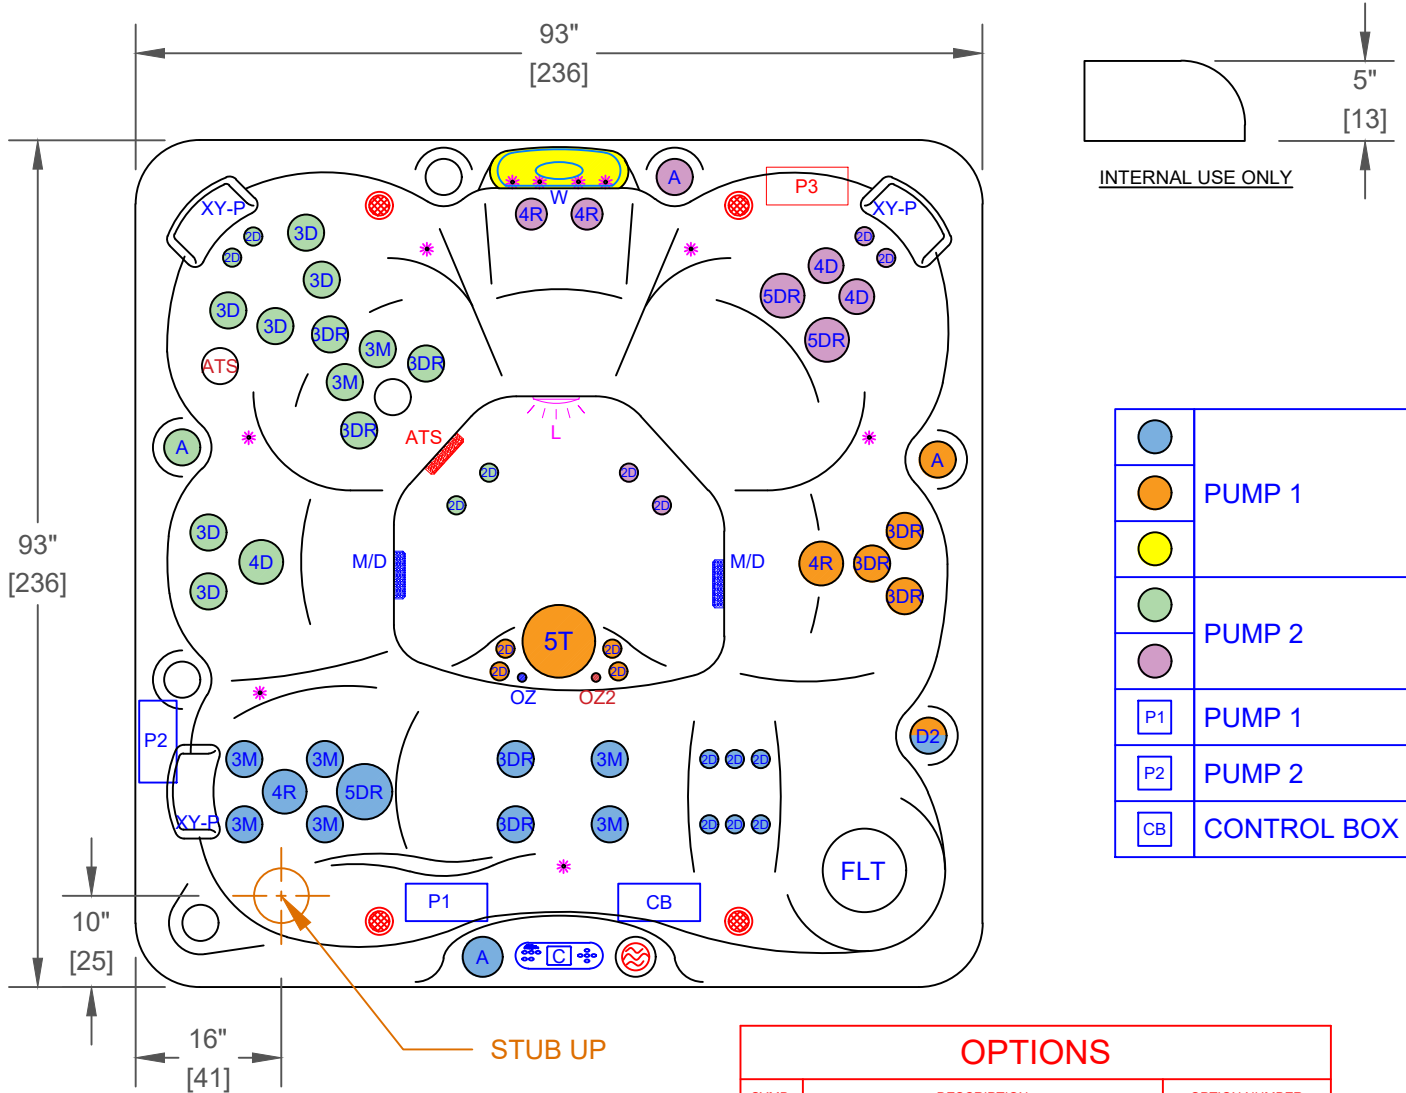 93"
[236]
5"
[13]
INTERNAL USE ONLY
P3
A
XY-P
XY-P
W
4R
4R
2D
2D
3D
3D
3D
3D
3DR
3M
3DR
3M
3DR
ATS
2D
2D
4D
4D
5DR
5DR
ATS
L
A
A
2D
2D
2D
2D
3D
4D
3D
M/D
M/D
4R
3DR
3DR
3DR
93"
[236]
5T
2D
2D
2D
2D
OZ
OZ2
P2
D2
XY-P
3M
3M
4R
5DR
3M
3M
3DR
3M
3DR
3M
2D
2D
2D
2D
2D
2D
FLT
P1
CB
A
C
10"
[25]
16"
[41]
STUB UP
PUMP 1
PUMP 2
P1
PUMP 1
P2
PUMP 2
CB
CONTROL BOX
OPTIONS